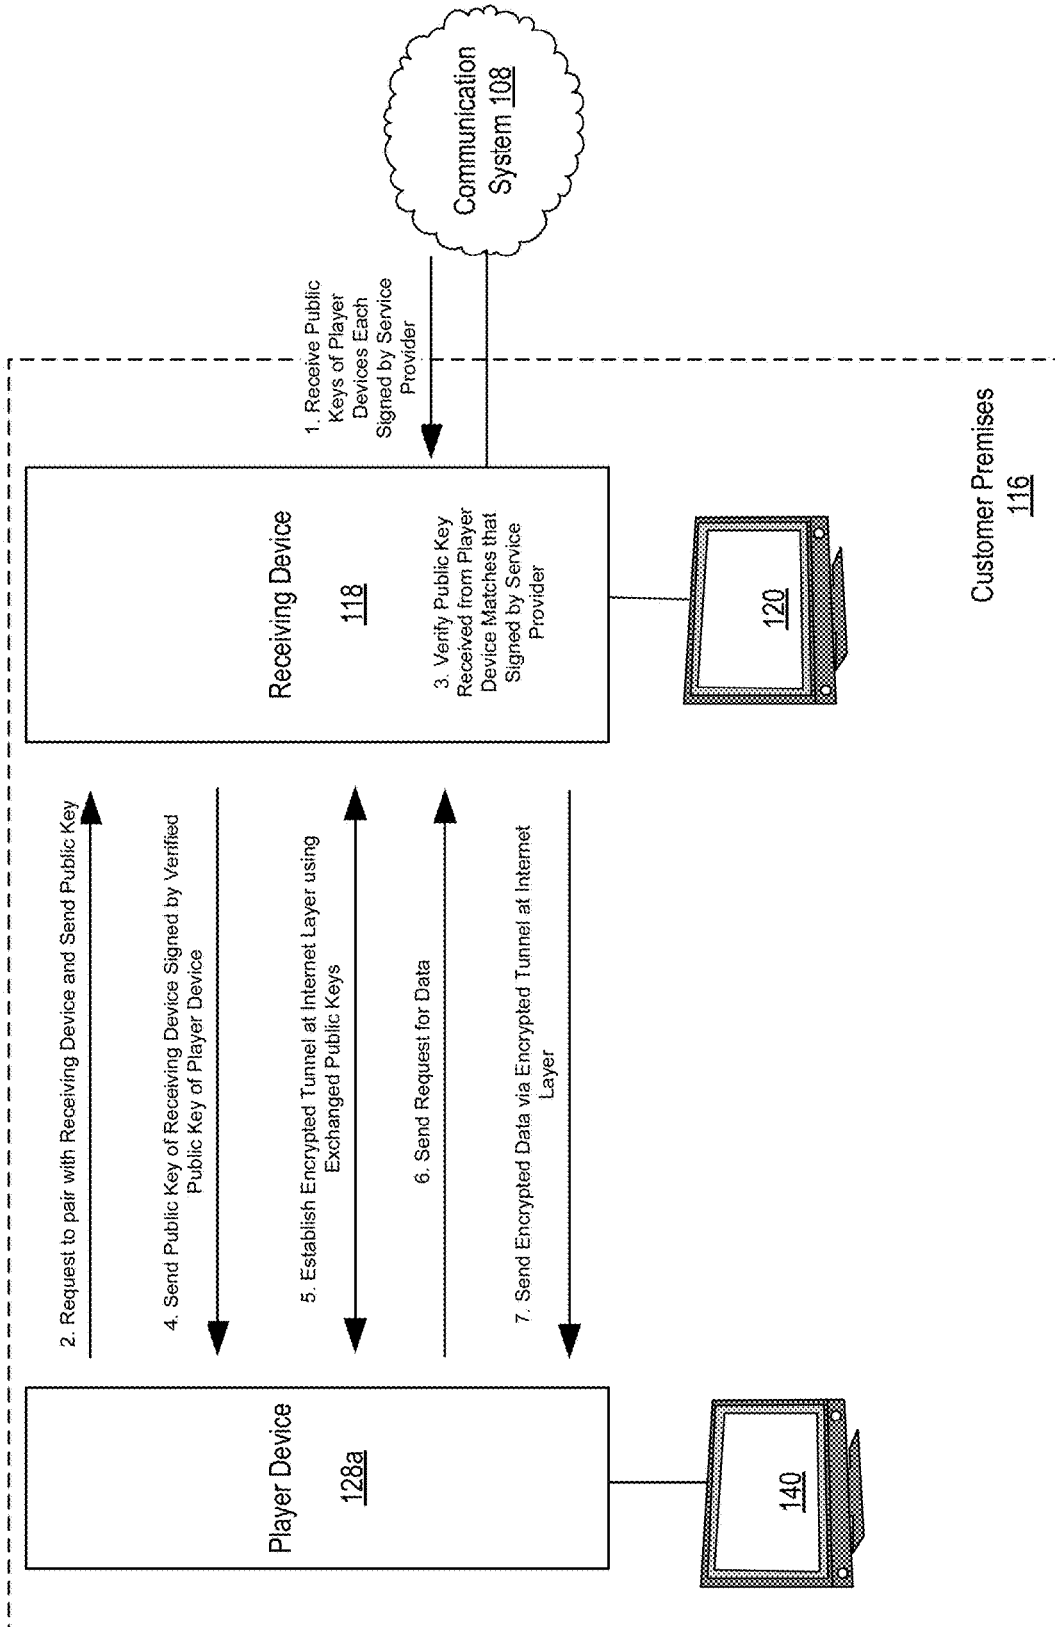 Player Device
128a
2. Request to pair with Receiving Device and Send Public Key
4. Send Public Key of Receiving Device Signed by Verified
Public Key of Player Device
5. Establish Encrypted Tunnel at Internet Layer using
Exchanged Public Keys
6. Send Request for Data
7. Send Encrypted Data via Encrypted Tunnel at Internet
Layer
Receiving Device
118
3. Verify Public Key
Received from Player
Device Matches that
Signed by Service
Provider
1. Receive Public
Keys of Player
Devices Each
Signed by Service
Provider
Communication
System 108
140
120
Customer Premises
116